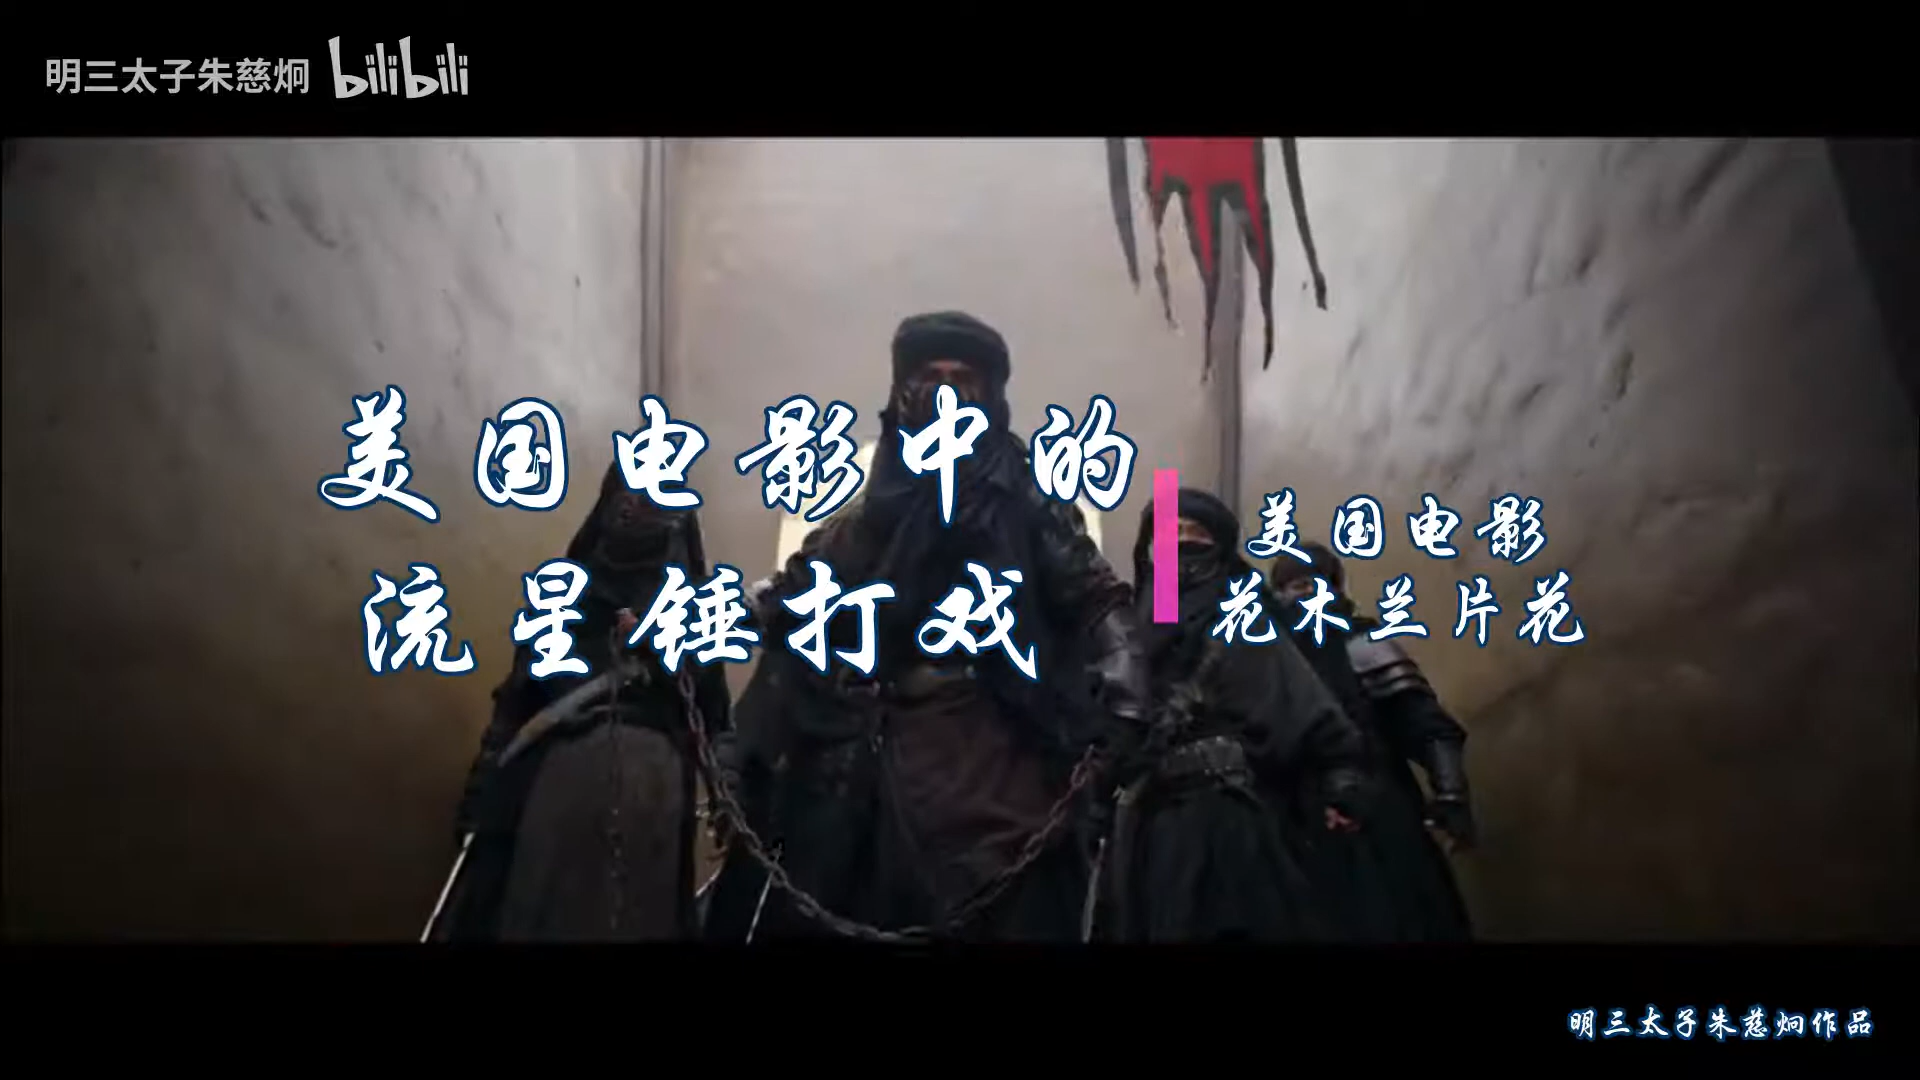 明三太子朱慈炯 bilibili
美国电影中的
流星锤打戏
美国电影
花木兰片花
明三太子朱慈炯作品